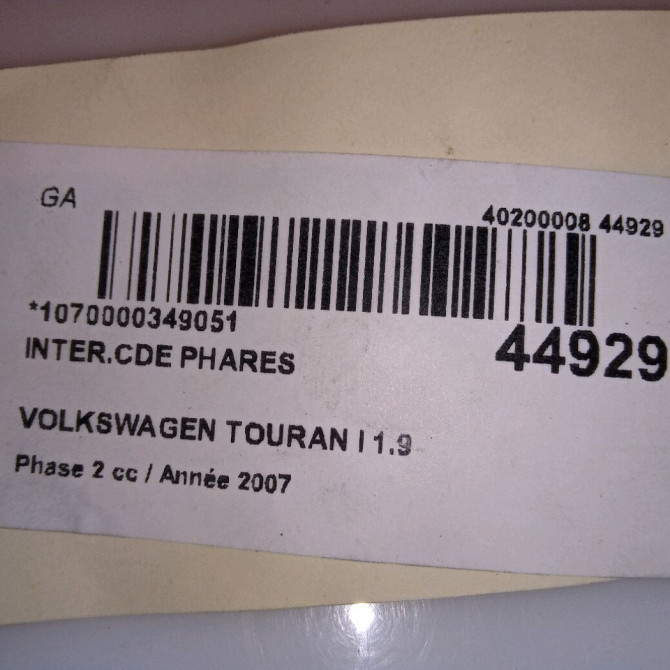 GA
40200008 44929
*1070000349051
44929
INTER.CDE PHARES
VOLKSWAGEN TOURAN I 1.9
Phase 2 cc / Année 2007